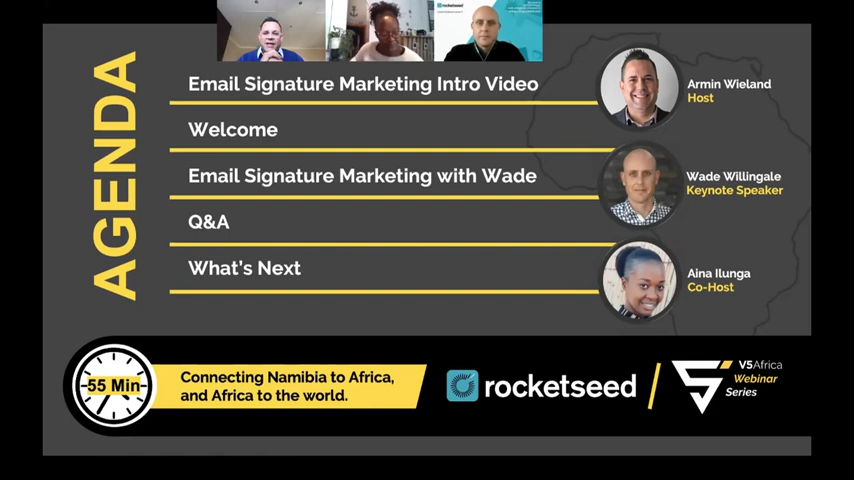 rocketseed
AGENDA
Email Signature Marketing Intro Video
Welcome
Email Signature Marketing with Wade
Q&A
What's Next
Armin Wieland
Host
Wade Willingale
Keynote Speaker
Aina Ilunga
Co-Host
55 Min
Connecting Namibia to Africa,
and Africa to the world.
rocketseed
V5Africa
Webinar
Series